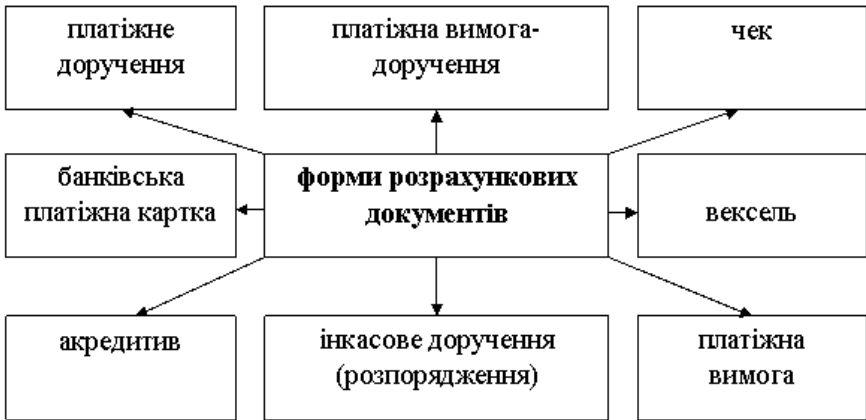 платіжне
доручення
платіжна вимога-
доручення
чек
банківська
платіжна картка
форми розрахункових
документів
вексель
акредитив
інкасове доручення
(розпорядження)
платіжна
вимога